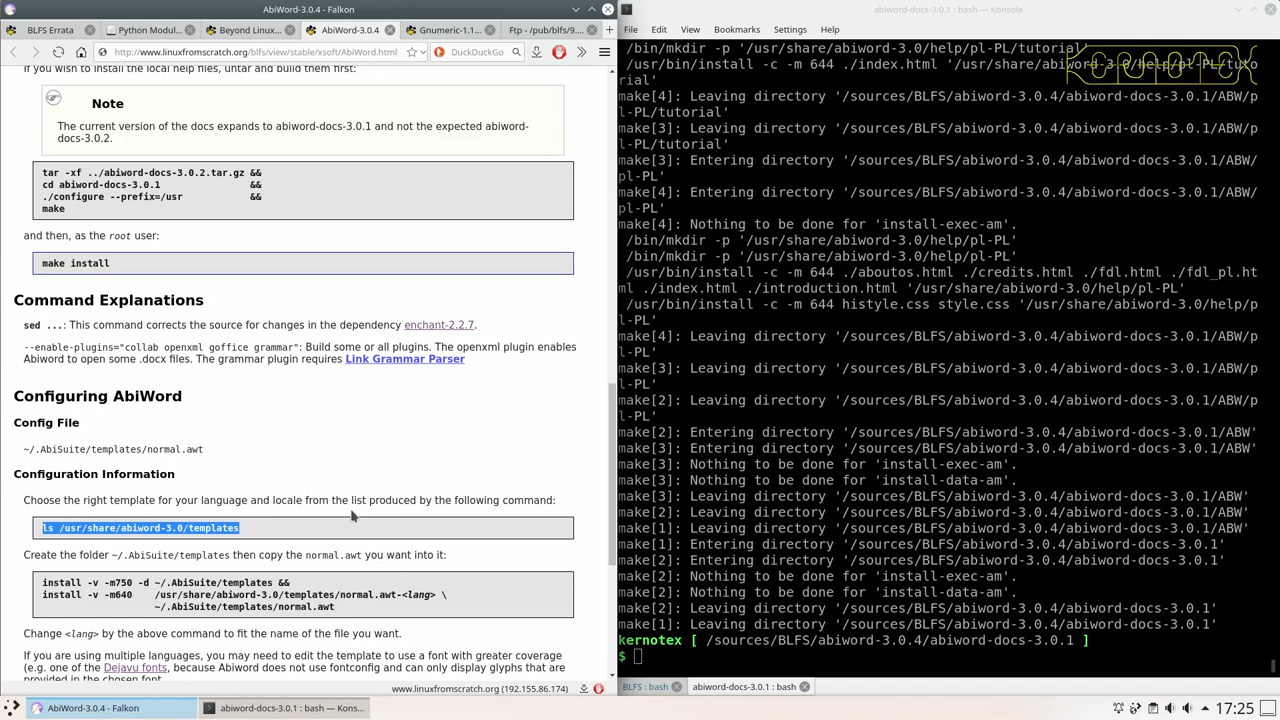 AbiWord-3.0.4 - Falkon
BLFS Errata
Python Modul...
Beyond Linux...
AbiWord-3.0.4
Gnumeric-1.1...
Ftp - /pub/blfs/9....
http://www.linuxfromscratch.org/blfs/view/stable/xsoft/AbiWord.html
DuckDuckGo
If you wish to install the local help files, untar and build them first:
Note
The current version of the docs expands to abiword-docs-3.0.1 and not the expected abiword-
docs-3.0.2.
tar -xf ../abiword-docs-3.0.2.tar.gz &&
cd abiword-docs-3.0.1 &&
./configure --prefix=/usr &&
make
and then, as the root user:
make install
Command Explanations
sed ...: This command corrects the source for changes in the dependency enchant-2.2.7.
--enable-plugins="collab openxml goffice grammar": Build some or all plugins. The openxml plugin enables
Abiword to open some .docx files. The grammar plugin requires Link Grammar Parser
Configuring AbiWord
Config File
~/.AbiSuite/templates/normal.awt
Configuration Information
Choose the right template for your language and locale from the list produced by the following command:
ls /usr/share/abiword-3.0/templates
Create the folder ~/.AbiSuite/templates then copy the normal.awt you want into it:
install -v -m750 -d ~/.AbiSuite/templates &&
install -v -m640 /usr/share/abiword-3.0/templates/normal.awt-<lang> \
~/.AbiSuite/templates/normal.awt
Change <lang> by the above command to fit the name of the file you want.
If you are using multiple languages, you may need to edit the template to use a font with greater coverage
(e.g. one of the Dejavu fonts, because Abiword does not use fontconfig and can only display glyphs that are
provided in the chosen font.
www.linuxfromscratch.org (192.155.86.174)
abiword-docs-3.0.1 : bash — Konsole
File Edit View Bookmarks Settings Help
/bin/mkdir -p '/usr/share/abiword-3.0/help/pl-PL/tutorial'
/usr/bin/install -c -m 644 ./index.html '/usr/share/abiword-3.0/help/pl-PL/tuto
rial'
make[4]: Leaving directory '/sources/BLFS/abiword-3.0.4/abiword-docs-3.0.1/ABW/p
l-PL/tutorial'
make[3]: Leaving directory '/sources/BLFS/abiword-3.0.4/abiword-docs-3.0.1/ABW/p
l-PL/tutorial'
make[3]: Entering directory '/sources/BLFS/abiword-3.0.4/abiword-docs-3.0.1/ABW/
pl-PL'
make[4]: Entering directory '/sources/BLFS/abiword-3.0.4/abiword-docs-3.0.1/ABW/
pl-PL'
make[4]: Nothing to be done for 'install-exec-am'.
/bin/mkdir -p '/usr/share/abiword-3.0/help/pl-PL'
/bin/mkdir -p '/usr/share/abiword-3.0/help/pl-PL'
/usr/bin/install -c -m 644 ./aboutos.html ./credits.html ./fdl.html ./fdl_pl.ht
ml ./index.html ./introduction.html '/usr/share/abiword-3.0/help/pl-PL'
/usr/bin/install -c -m 644 histyle.css style.css '/usr/share/abiword-3.0/help/p
l-PL'
make[4]: Leaving directory '/sources/BLFS/abiword-3.0.4/abiword-docs-3.0.1/ABW/p
l-PL'
make[3]: Leaving directory '/sources/BLFS/abiword-3.0.4/abiword-docs-3.0.1/ABW/p
l-PL'
make[2]: Leaving directory '/sources/BLFS/abiword-3.0.4/abiword-docs-3.0.1/ABW/p
l-PL'
make[2]: Entering directory '/sources/BLFS/abiword-3.0.4/abiword-docs-3.0.1/ABW'
make[3]: Entering directory '/sources/BLFS/abiword-3.0.4/abiword-docs-3.0.1/ABW'
make[3]: Nothing to be done for 'install-exec-am'.
make[3]: Nothing to be done for 'install-data-am'.
make[3]: Leaving directory '/sources/BLFS/abiword-3.0.4/abiword-docs-3.0.1/ABW'
make[2]: Leaving directory '/sources/BLFS/abiword-3.0.4/abiword-docs-3.0.1/ABW'
make[1]: Leaving directory '/sources/BLFS/abiword-3.0.4/abiword-docs-3.0.1/ABW'
make[1]: Entering directory '/sources/BLFS/abiword-3.0.4/abiword-docs-3.0.1'
make[2]: Entering directory '/sources/BLFS/abiword-3.0.4/abiword-docs-3.0.1'
make[2]: Nothing to be done for 'install-exec-am'.
make[2]: Nothing to be done for 'install-data-am'.
make[2]: Leaving directory '/sources/BLFS/abiword-3.0.4/abiword-docs-3.0.1'
make[1]: Leaving directory '/sources/BLFS/abiword-3.0.4/abiword-docs-3.0.1'
kernotex [ /sources/BLFS/abiword-3.0.4/abiword-docs-3.0.1 ]
$
BLFS : bash
abiword-docs-3.0.1 : bash
AbiWord-3.0.4 - Falkon
abiword-docs-3.0.1 : bash — Kons...
17:25